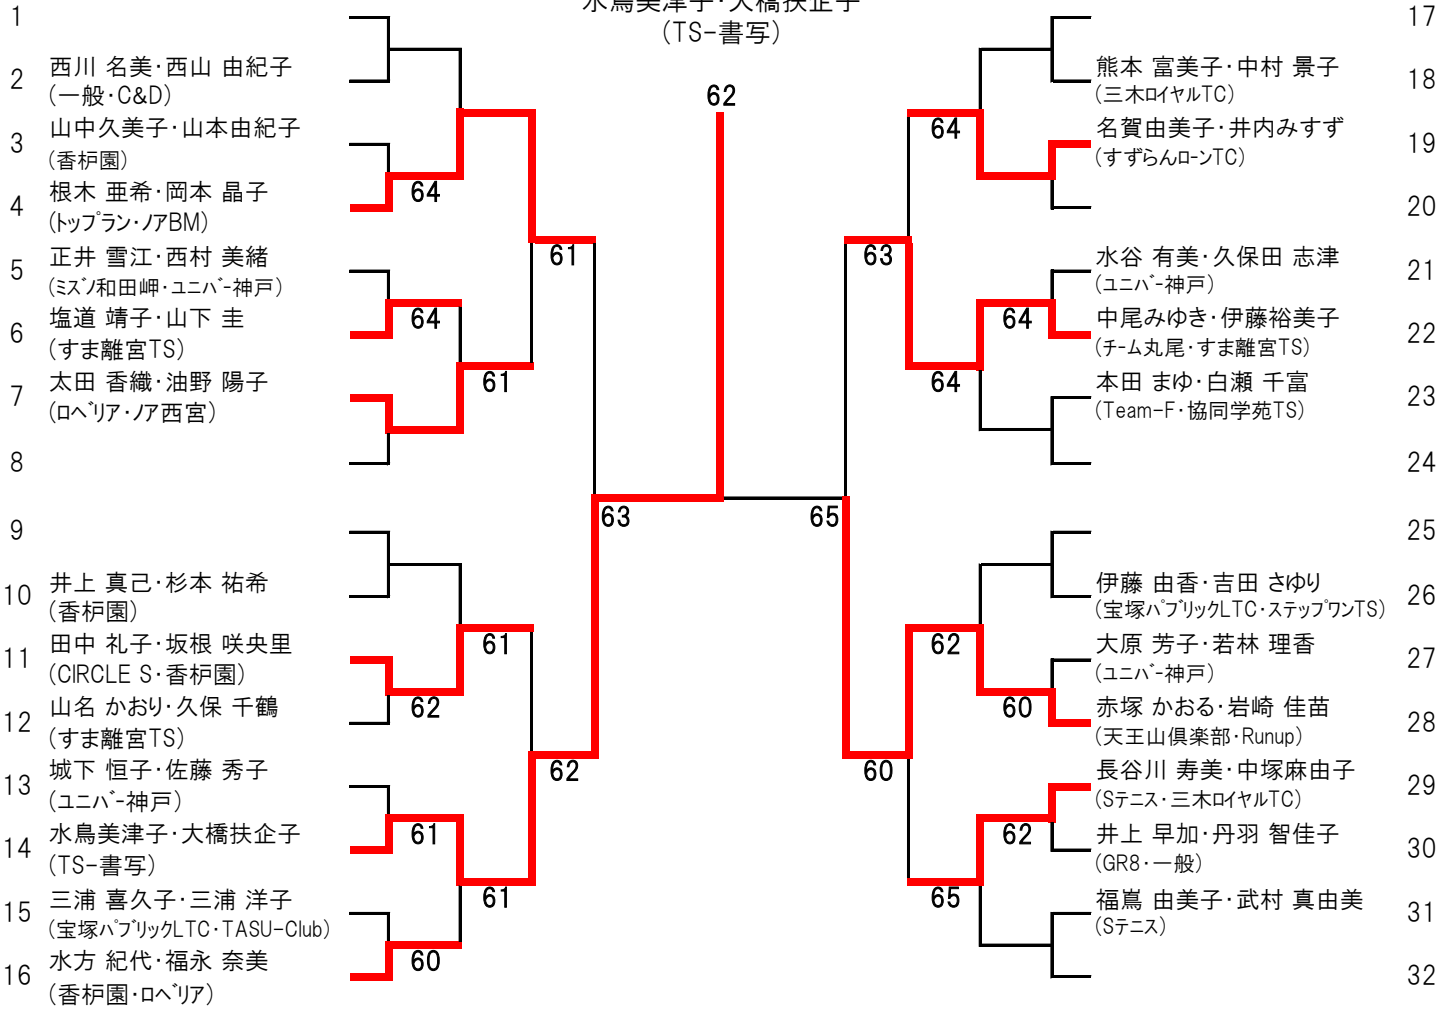 水鳥美津子・大橋扶企子
(TS-書写)
62
1
2 西川 名美・西山 由紀子
(一般・C&D)
3 山中久美子・山本由紀子
(香枦園)
4 根木 亜希・岡本 晶子
(トップラン・ノアBM)
5 正井 雪江・西村 美緒
(ミズノ和田岬・ユニバー神戸)
6 塩道 靖子・山下 圭
(すま離宮TS)
7 太田 香織・油野 陽子
(ロベリア・ノア西宮)
8
9
10 井上 真己・杉本 祐希
(香枦園)
11 田中 礼子・坂根 咲央里
(CIRCLE S・香枦園)
12 山名 かおり・久保 千鶴
(すま離宮TS)
13 城下 恒子・佐藤 秀子
(ユニバー神戸)
14 水鳥美津子・大橋扶企子
(TS-書写)
15 三浦 喜久子・三浦 洋子
(宝塚パブリックLTC・TASU-Club)
16 水方 紀代・福永 奈美
(香枦園・ロベリア)
64
64
62
61
60
61
61
61
61
62
63
65
63
60
64
64
62
65
64
60
62
17
熊本 富美子・中村 景子 18
(三木ロイヤルTC)
名賀由美子・井内みすず 19
(すずらんローンTC)
20
水谷 有美・久保田 志津 21
(ユニバー神戸)
中尾みゆき・伊藤裕美子 22
(チーム丸尾・すま離宮TS)
本田 まゆ・白瀬 千富 23
(Team-F・協同学苑TS)
24
25
伊藤 由香・吉田 さゆり 26
(宝塚パブリックLTC・ステップワンTS)
大原 芳子・若林 理香 27
(ユニバー神戸)
赤塚 かおる・岩崎 佳苗 28
(天王山倶楽部・Runup)
長谷川 寿美・中塚麻由子 29
(Sテニス・三木ロイヤルTC)
井上 早加・丹羽 智佳子 30
(GR8・一般)
福嶌 由美子・武村 真由美 31
(Sテニス)
32